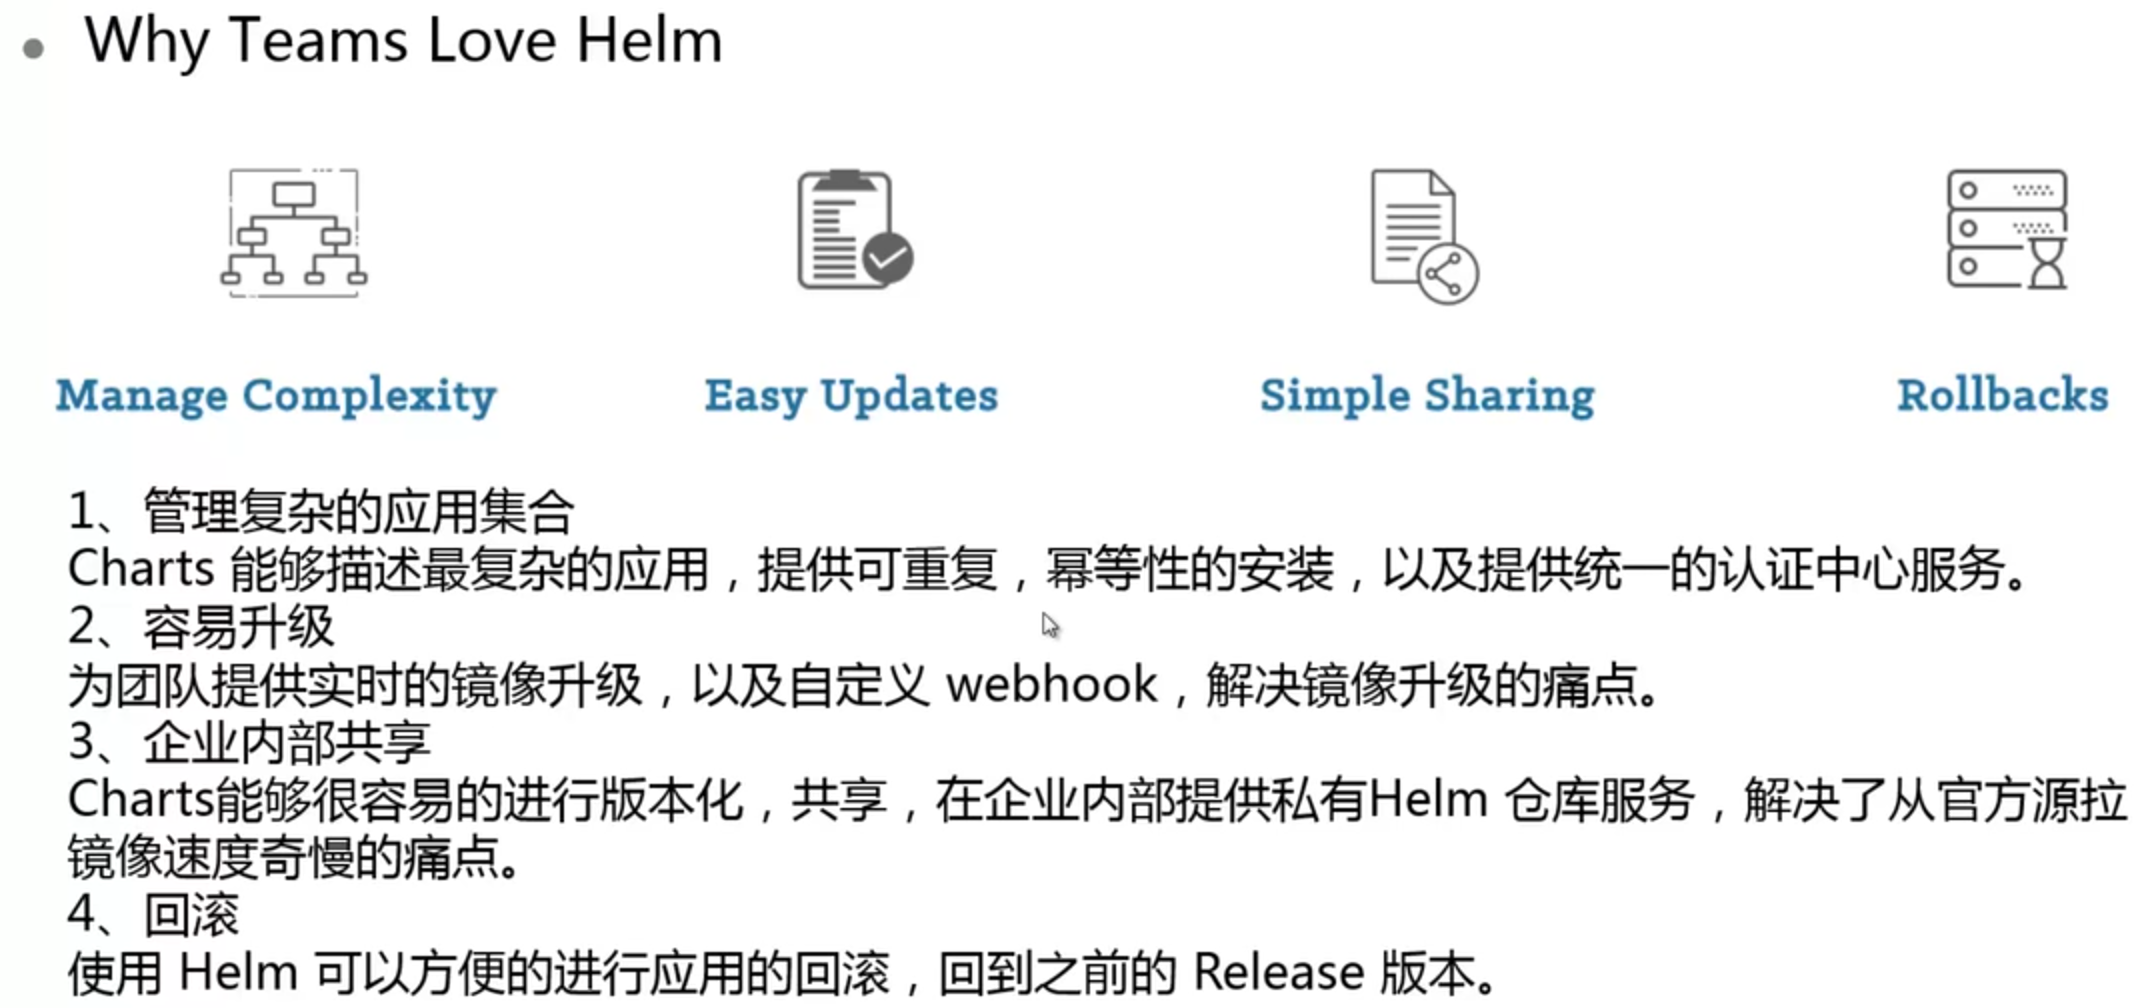 Why Teams Love Helm
Manage Complexity
Easy Updates
Simple Sharing
Rollbacks
1、管理复杂的应用集合
Charts 能够描述最复杂的应用，提供可重复，幂等性的安装，以及提供统一的认证中心服务。
2、容易升级
为团队提供实时的镜像升级，以及自定义 webhook，解决镜像升级的痛点。
3、企业内部共享
Charts能够很容易的进行版本化，共享，在企业内部提供私有Helm 仓库服务，解决了从官方源拉
镜像速度奇慢的痛点。
4、回滚
使用 Helm 可以方便的进行应用的回滚，回到之前的 Release 版本。